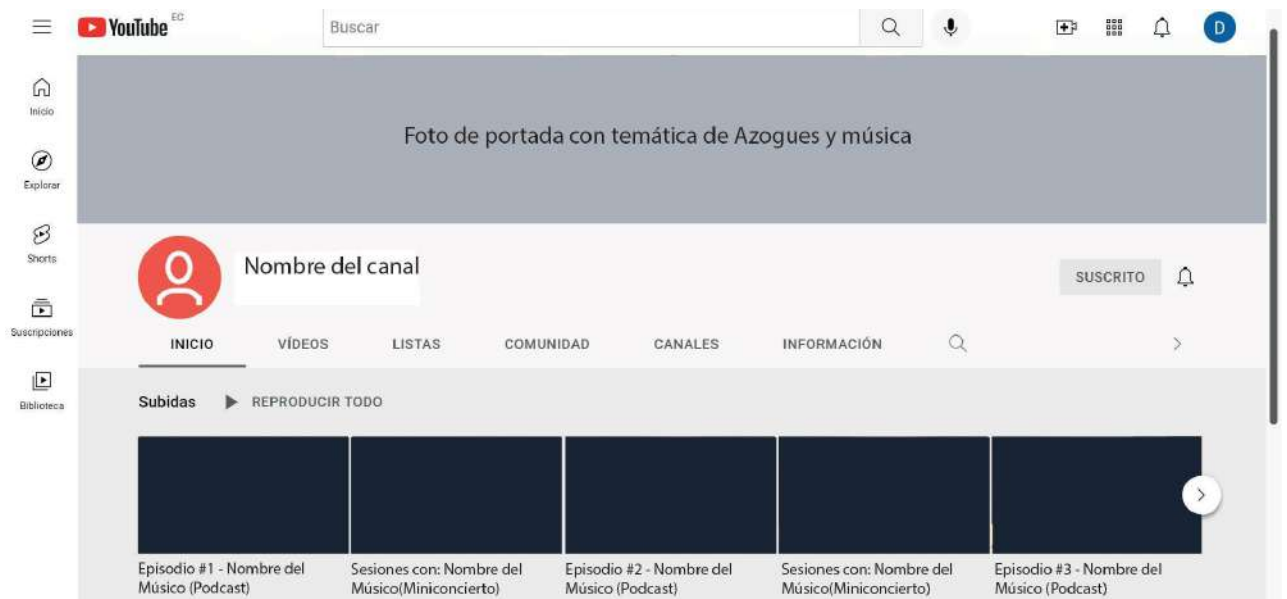 YouTube EC
Buscar
D
Inicio
Explorar
Shorts
Suscripciones
Biblioteca
Foto de portada con temática de Azogues y música
Nombre del canal
SUSCRITO
INICIO VÍDEOS LISTAS COMUNIDAD CANALES INFORMACIÓN
Subidas REPRODUCIR TODO
Episodio #1 - Nombre del
Músico (Podcast)
Sesiones con: Nombre del
Músico(Miniconcierto)
Episodio #2 - Nombre del
Músico (Podcast)
Sesiones con: Nombre del
Músico(Miniconcierto)
Episodio #3 - Nombre del
Músico (Podcast)